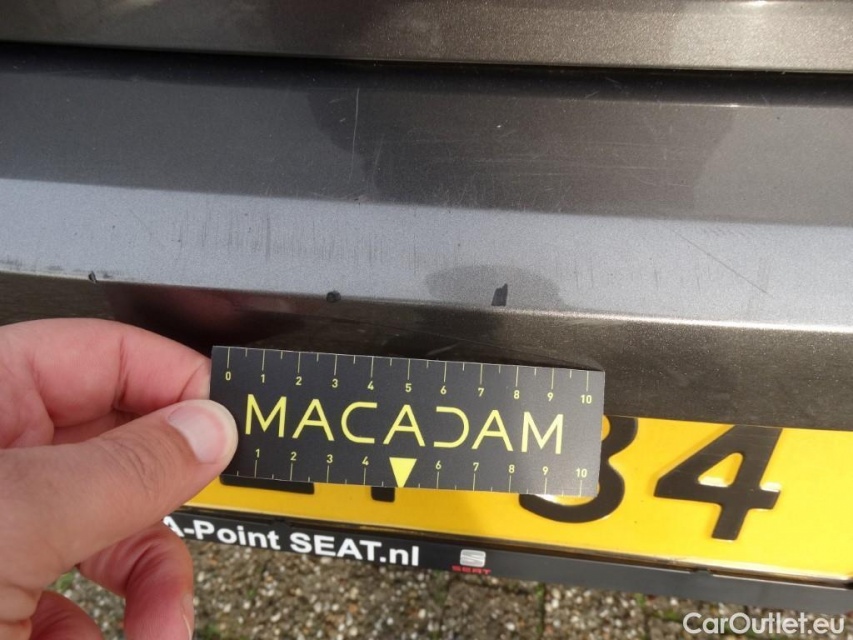 0 1 2 3 4 5 6 7 8 9 10
MACADAM
1 2 3 4 6 7 8 9 10
34
A-Point SEAT.nl
SEAT
CarOutlet.eu